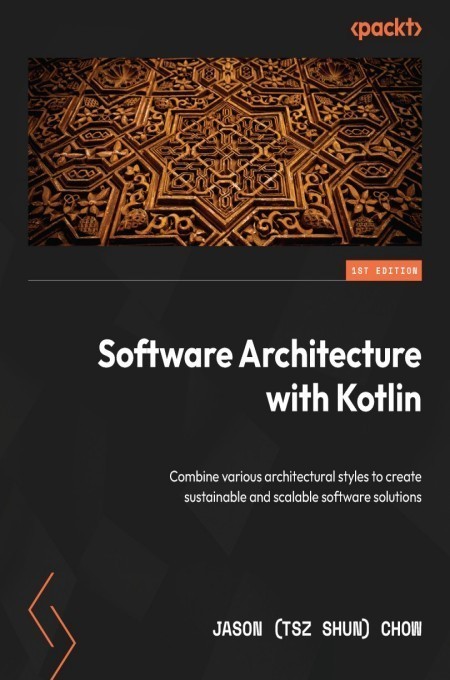 <packt>
1ST EDITION
Software Architecture
with Kotlin
Combine various architectural styles to create
sustainable and scalable software solutions
JASON (TSZ SHUN) CHOW